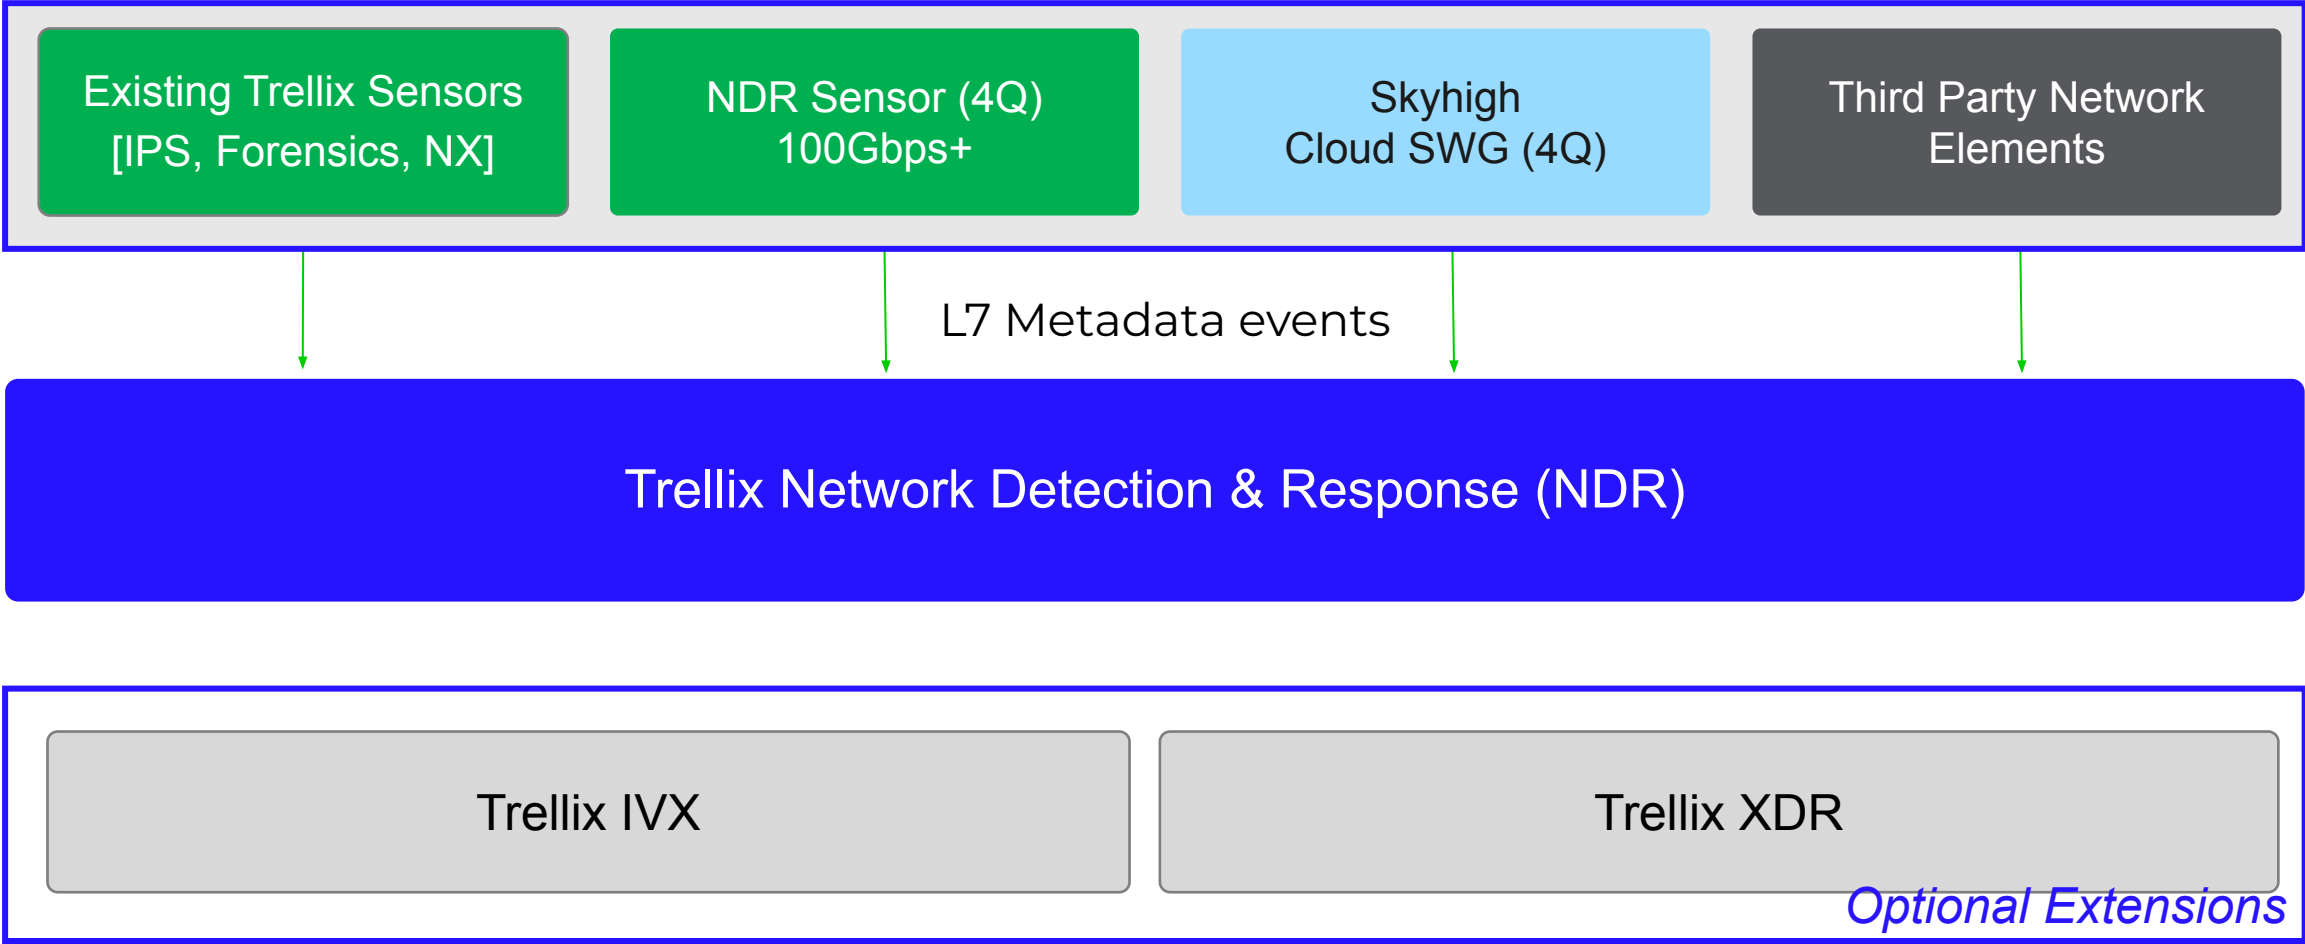 Existing Trellix Sensors
[IPS, Forensics, NX]
NDR Sensor (4Q)
100Gbps+
Skyhigh
Cloud SWG (4Q)
Third Party Network
Elements
L7 Metadata events
Trellix Network Detection & Response (NDR)
Trellix IVX
Trellix XDR
Optional Extensions